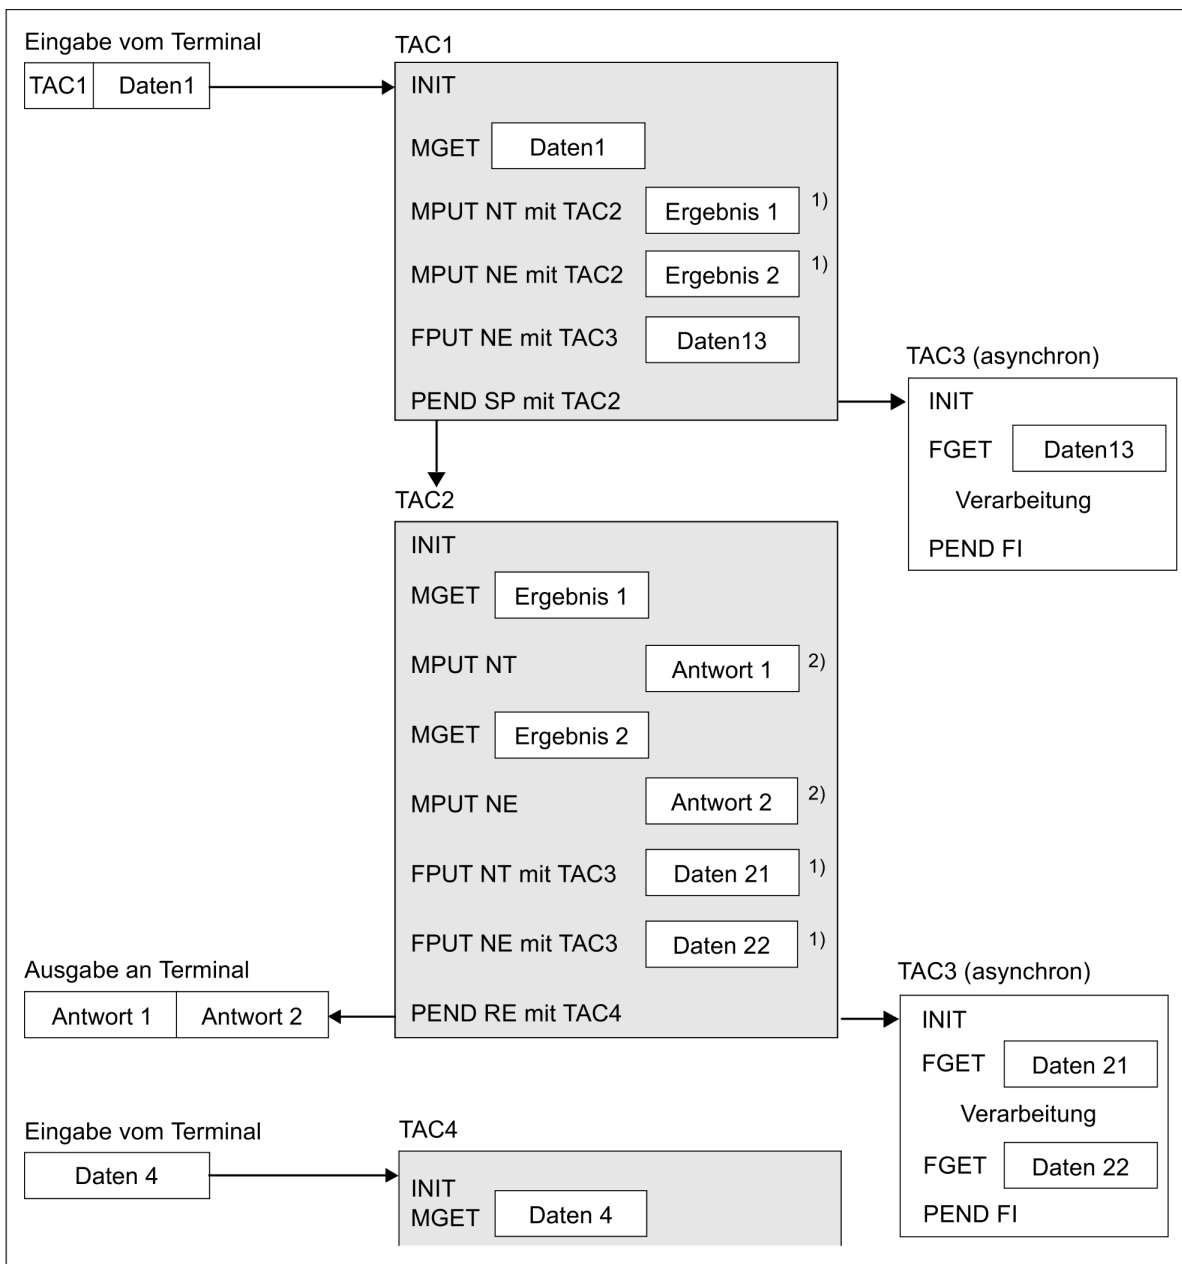 Eingabe vom Terminal
TAC1 Daten1
TAC1
INIT
MGET Daten1
MPUT NT mit TAC2 Ergebnis 1 1)
MPUT NE mit TAC2 Ergebnis 2 1)
FPUT NE mit TAC3 Daten13
PEND SP mit TAC2
TAC3 (asynchron)
INIT
FGET Daten13
Verarbeitung
PEND FI
TAC2
INIT
MGET Ergebnis 1
MPUT NT Antwort 1 2)
MGET Ergebnis 2
MPUT NE Antwort 2 2)
FPUT NT mit TAC3 Daten 21 1)
FPUT NE mit TAC3 Daten 22 1)
PEND RE mit TAC4
Ausgabe an Terminal
Antwort 1 Antwort 2
TAC3 (asynchron)
INIT
FGET Daten 21
Verarbeitung
FGET Daten 22
PEND FI
Eingabe vom Terminal
Daten 4
TAC4
INIT
MGET Daten 4